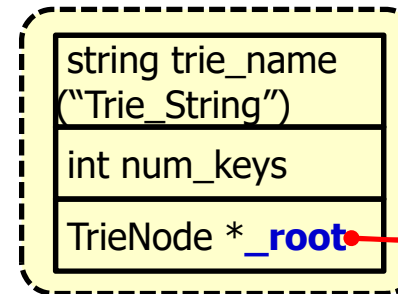 string trie_name
(“Trie_String”)
int num_keys
TrieNode *_root